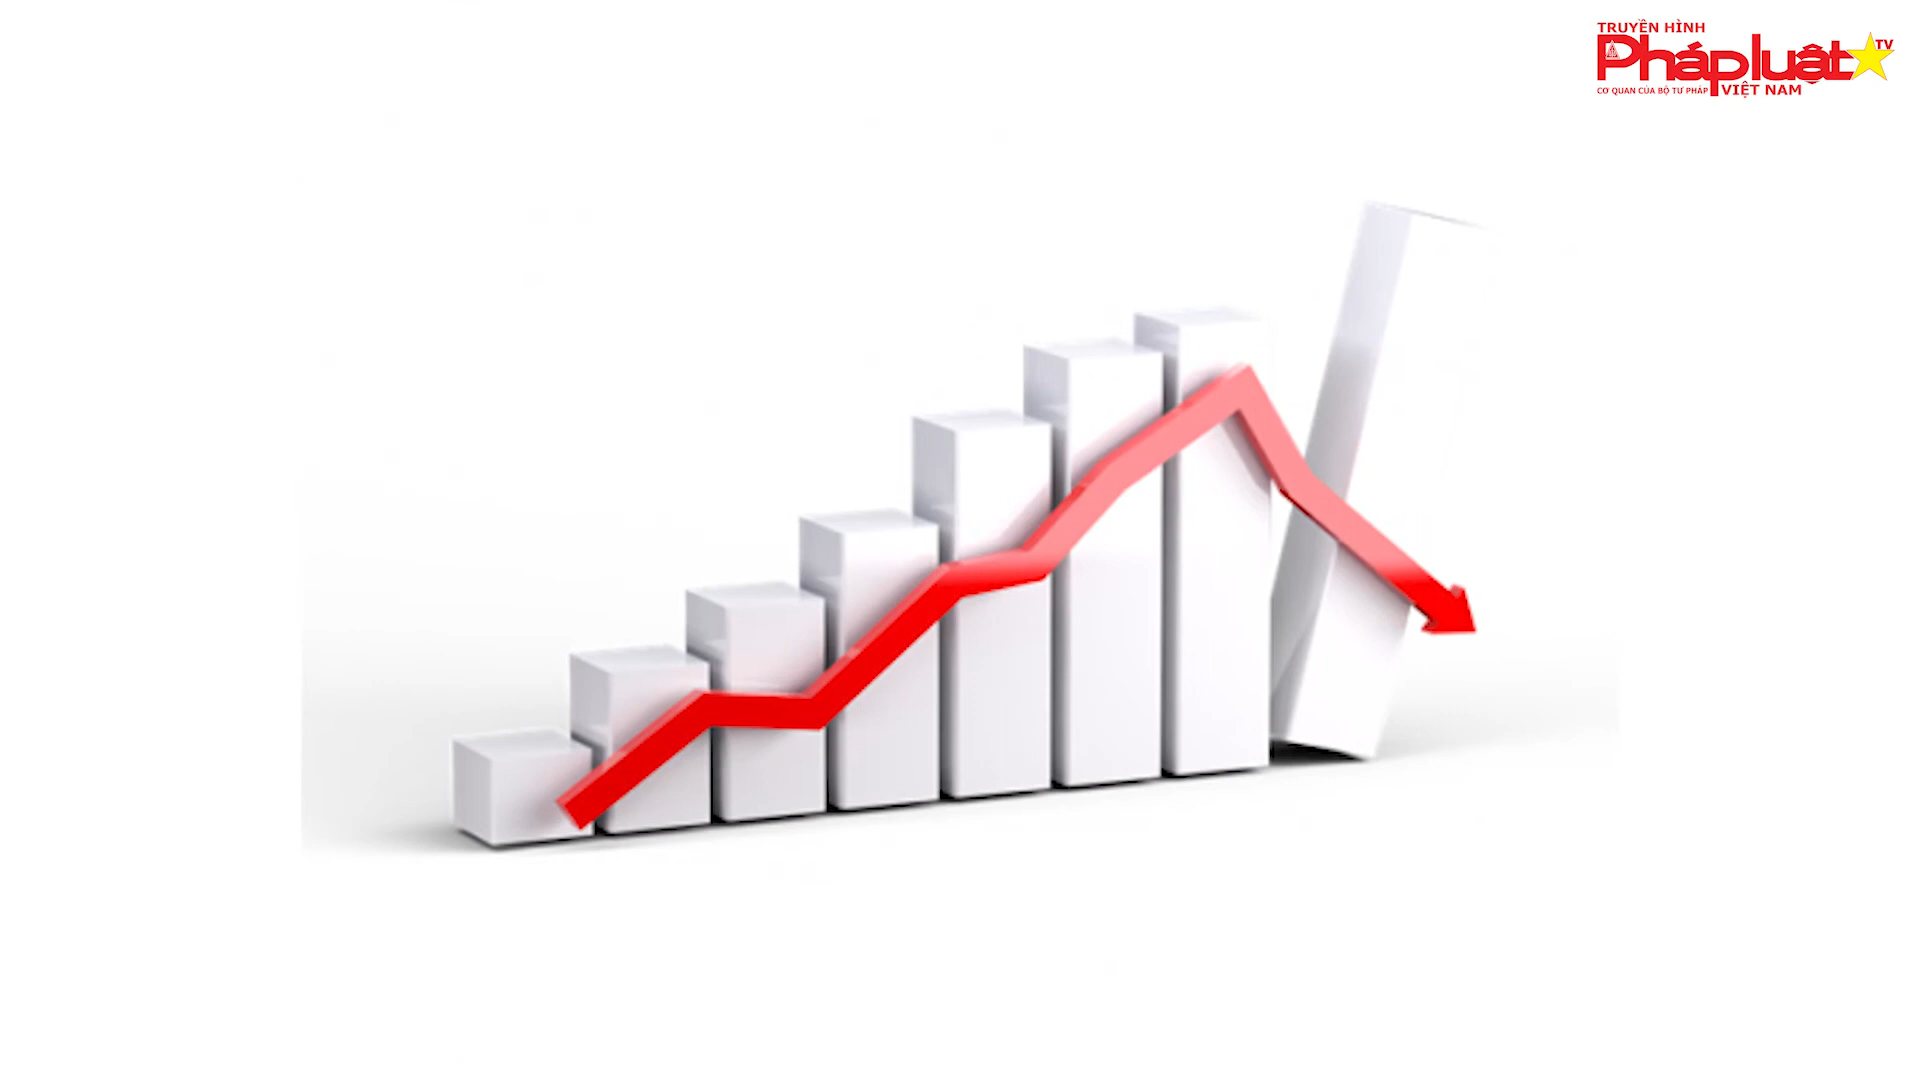 TRUYỀN HÌNH
Phápluật TV
CƠ QUAN CỦA BỘ TƯ PHÁP VIỆT NAM